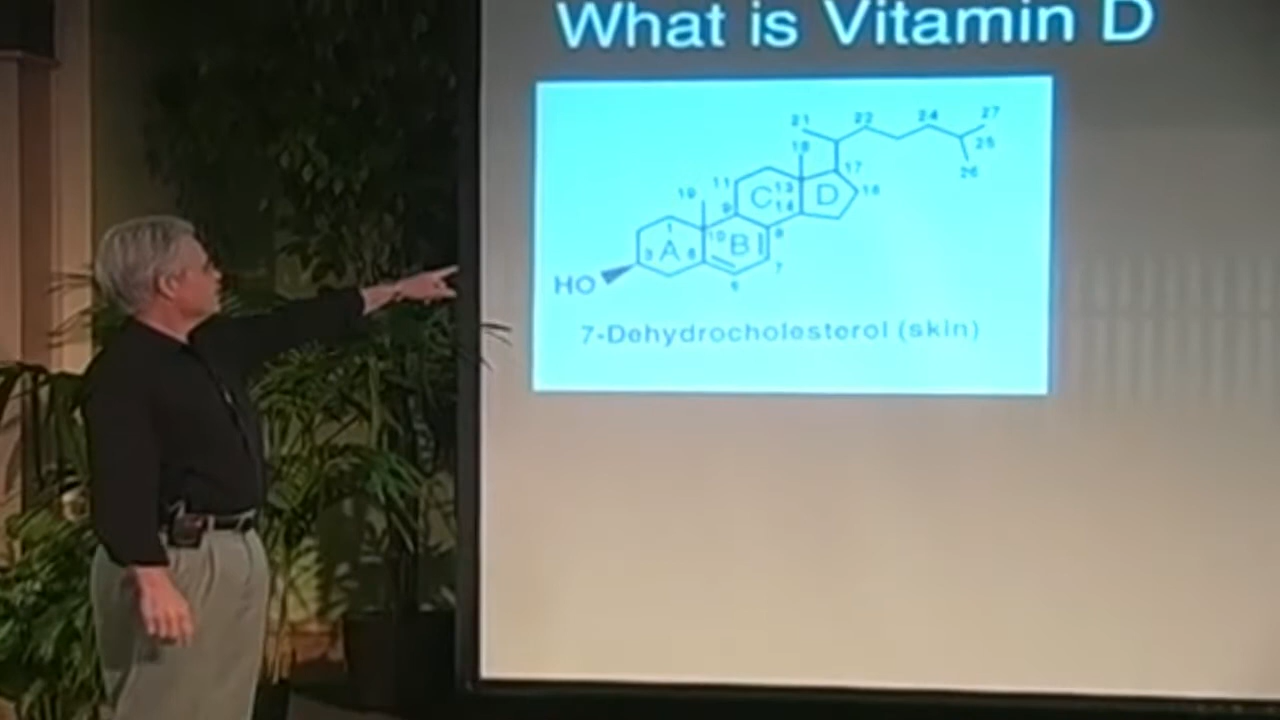 What is Vitamin D
21 22 24 27
18 25
17 26
19 11 C 13 D 16
9 14
1 10 B 8
3 A 5 7
HO 6
7-Dehydrocholesterol (skin)